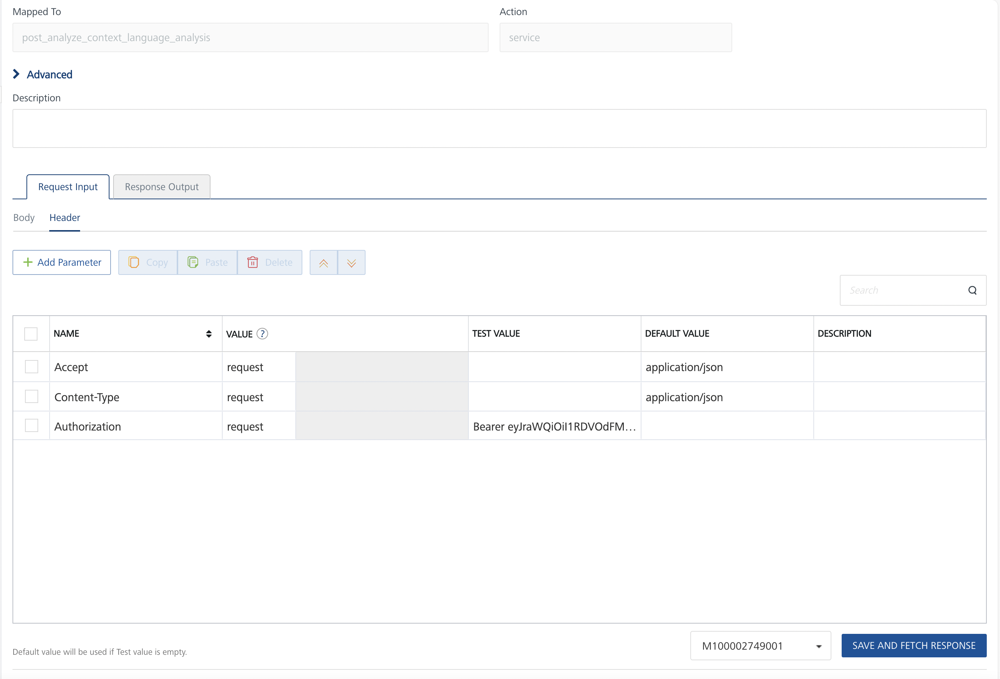 Mapped To
Action
post_analyze_context_language_analysis
service
Advanced
Description
Request Input
Response Output
Body
Header
Add Parameter
Copy
Paste
Delete
Search
NAME
VALUE ?
TEST VALUE
DEFAULT VALUE
DESCRIPTION
Accept
request
application/json
Content-Type
request
application/json
Authorization
request
Bearer eyJraWQiOiI1RDVOdFM...
Default value will be used if Test value is empty.
M100002749001
SAVE AND FETCH RESPONSE